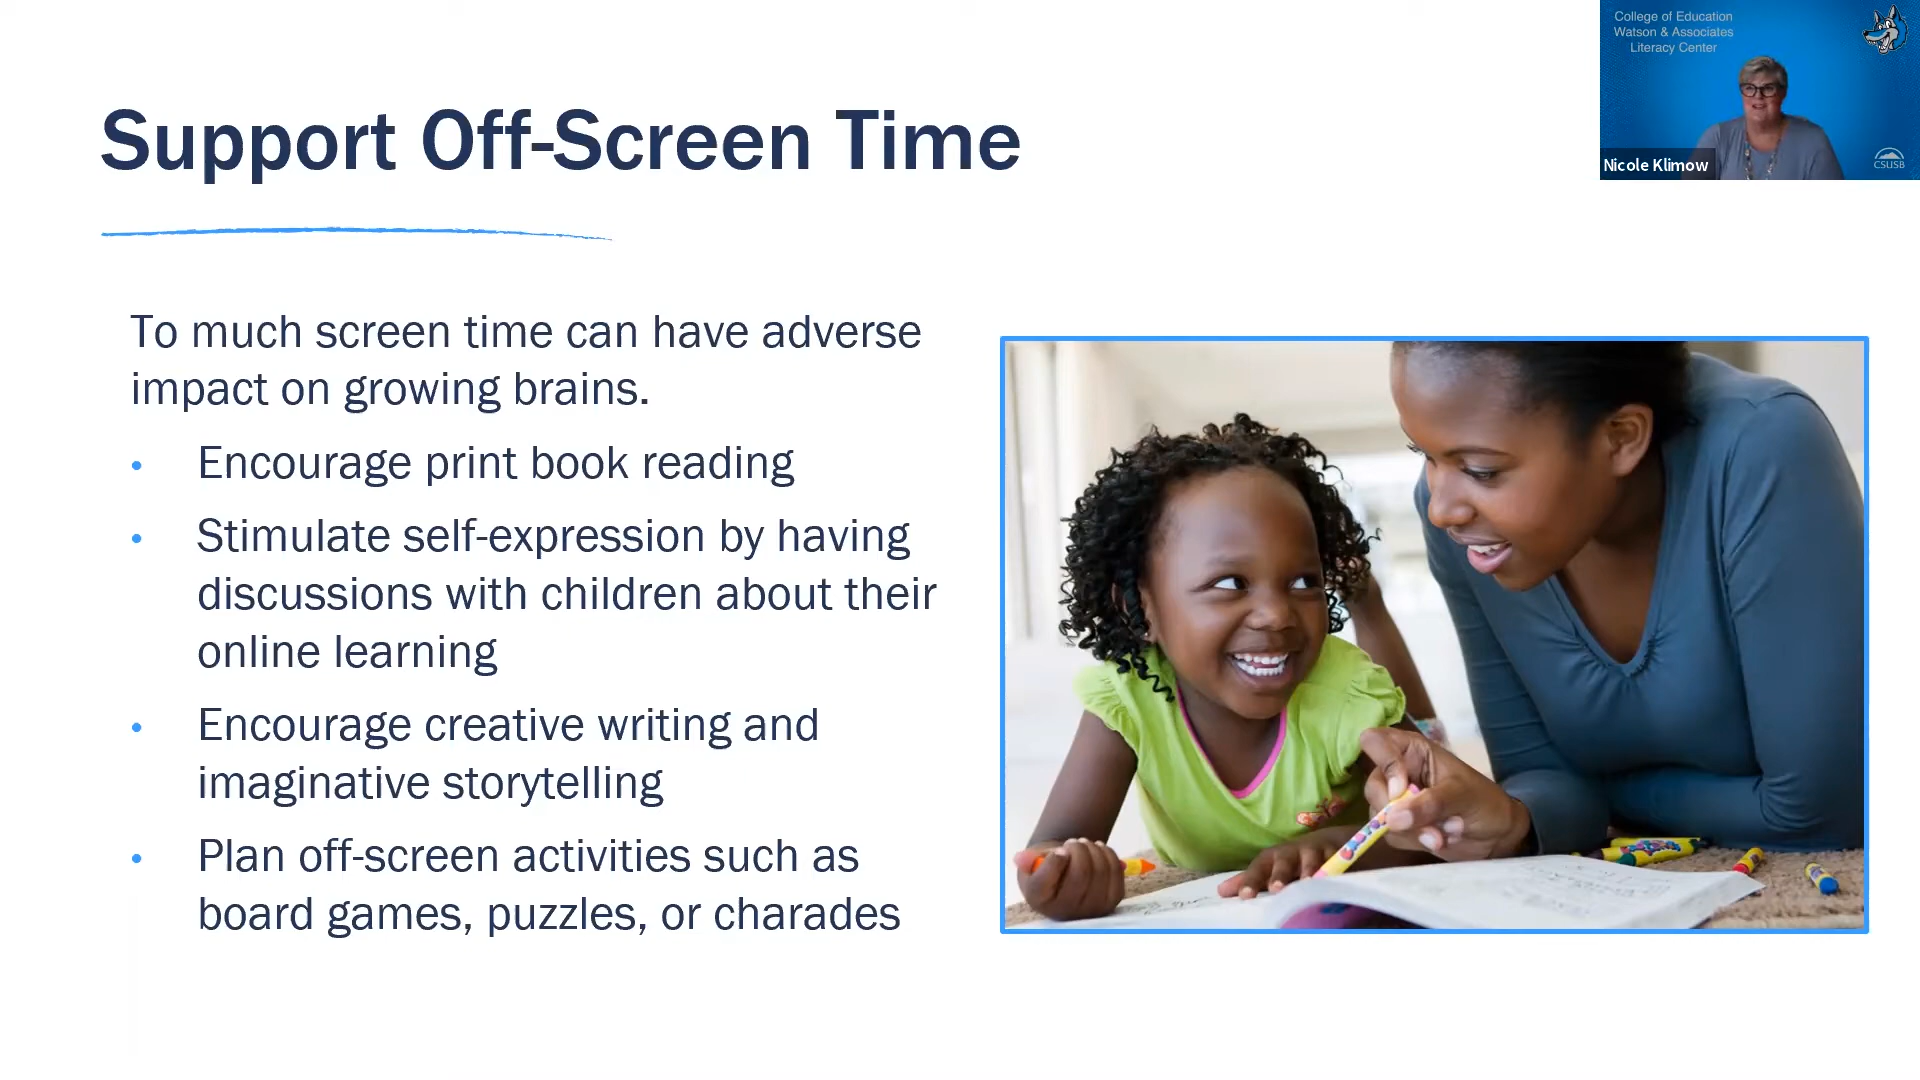 College of Education
Watson & Associates
Literacy Center
Nicole Klimow
CSUSB
Support Off-Screen Time
To much screen time can have adverse
impact on growing brains.
• Encourage print book reading
• Stimulate self-expression by having
discussions with children about their
online learning
• Encourage creative writing and
imaginative storytelling
• Plan off-screen activities such as
board games, puzzles, or charades